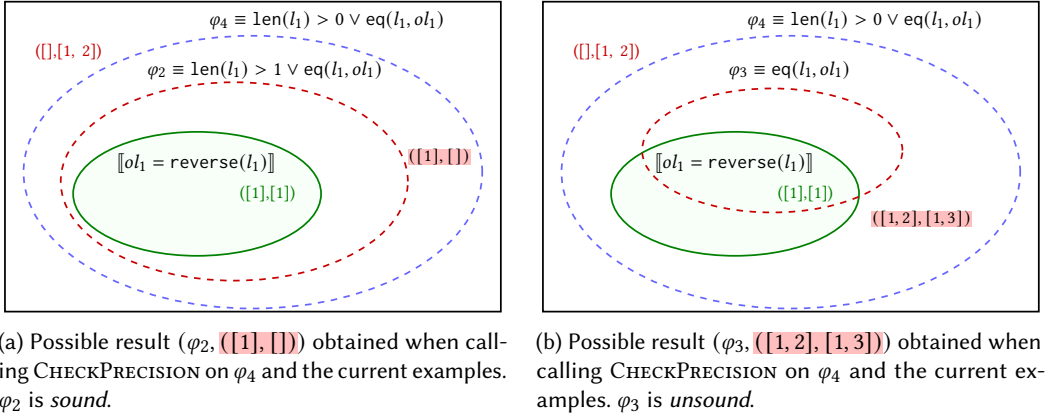 φ4 ≡ len(l1) > 0 ∨ eq(l1, ol1)
([],[1, 2])
φ2 ≡ len(l1) > 1 ∨ eq(l1, ol1)
⟦ol1 = reverse(l1)⟧
([1], [])
([1],[1])
(a) Possible result (φ2, ([1], [])) obtained when call-
ing CheckPrecision on φ4 and the current examples.
φ2 is sound.
φ4 ≡ len(l1) > 0 ∨ eq(l1, ol1)
([],[1, 2])
φ3 ≡ eq(l1, ol1)
⟦ol1 = reverse(l1)⟧
([1],[1])
([1, 2], [1, 3])
(b) Possible result (φ3, ([1, 2], [1, 3])) obtained when
calling CheckPrecision on φ4 and the current ex-
amples. φ3 is unsound.